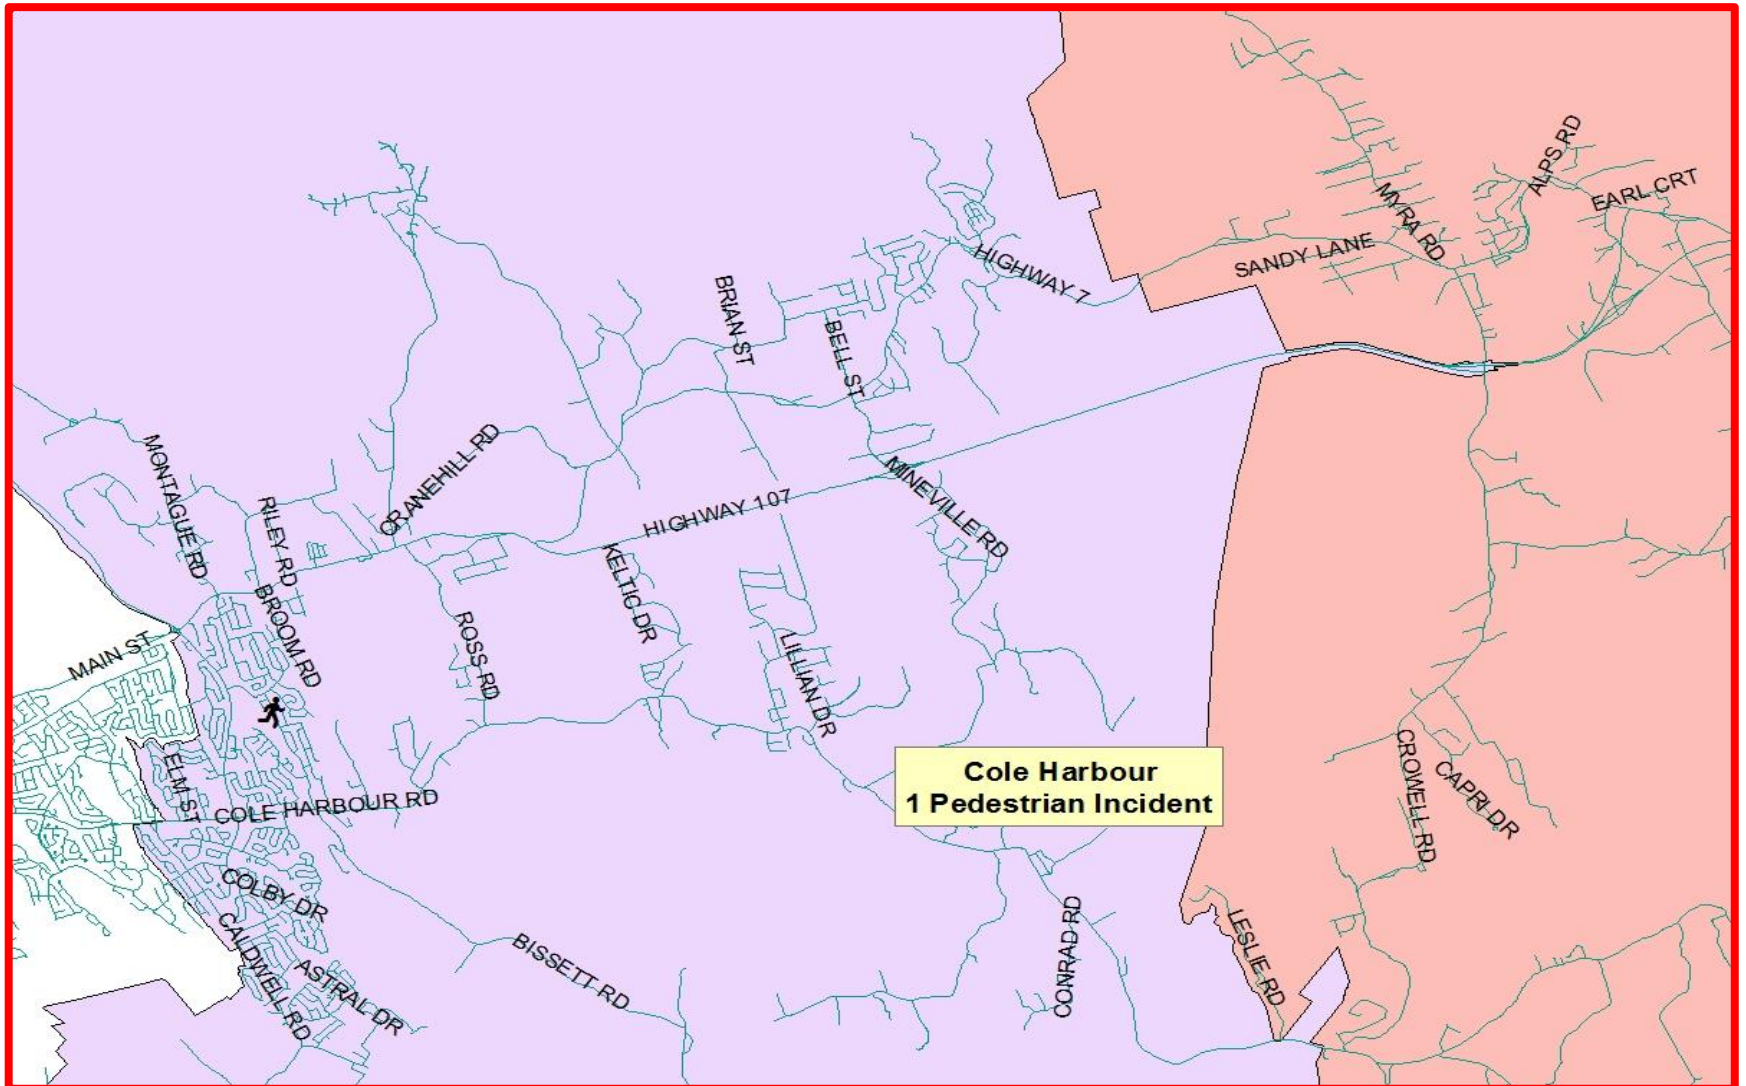 ALPS RD
EARL CRT
MYRA RD
SANDY LANE
HIGHWAY 7
BRIAN ST
BELL ST
CRANEHILL RD
MONTAGUE RD
RILEY RD
HIGHWAY 107
MINEVILLE RD
KELTIC DR
BROOM RD
ROSS RD
LILLIAN DR
MAIN ST
ELM ST
COLE HARBOUR RD
Cole Harbour
1 Pedestrian Incident
CROWELL RD
CAPRI DR
COLBY DR
CALDWELL RD
ASTRAL DR
BISSETT RD
CONRAD RD
LESLIE RD